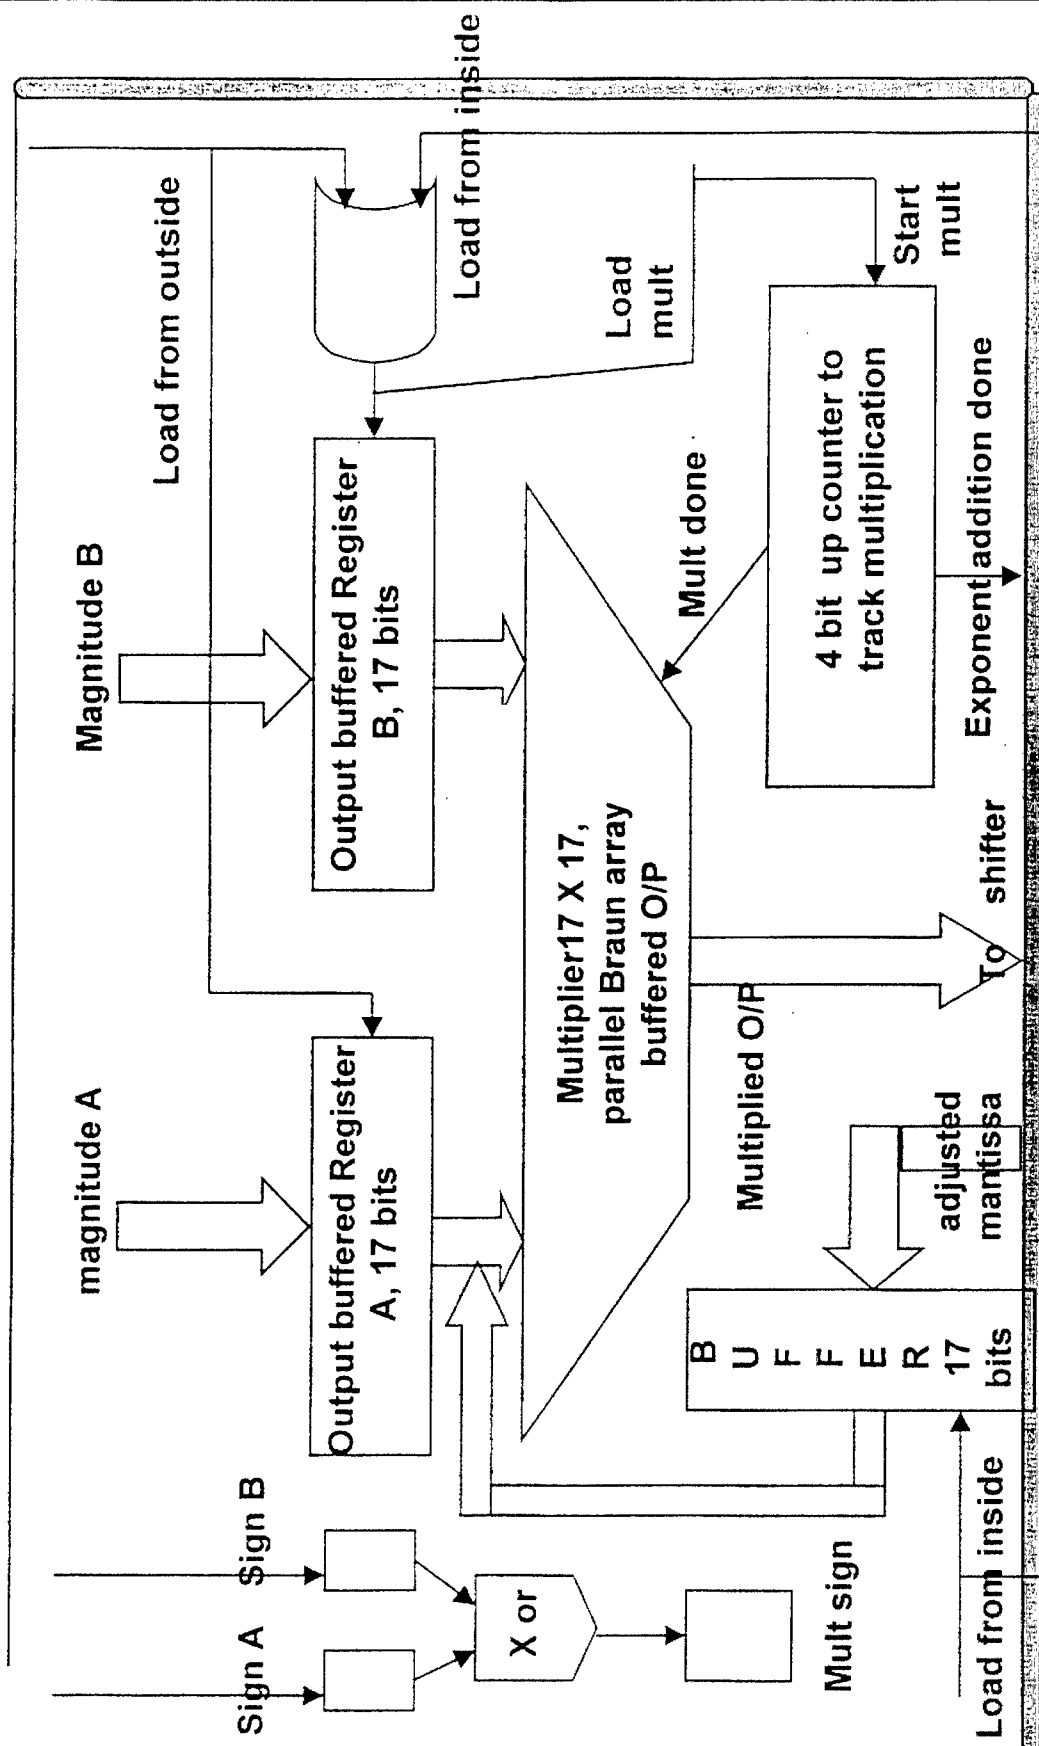 Sign A
Sign B
magnitude A
Magnitude B
Load from outside
Load from inside
Output buffered Register
A, 17 bits
Output buffered Register
B, 17 bits
X or
Mult sign
Multiplier17 X 17,
parallel Braun array
buffered O/P
Mult done
Load
mult
Start
mult
4 bit up counter to
track multiplication
Exponent addition done
Multiplied O/P
To shifter
adjusted
mantissa
B
U
F
F
E
R
17
bits
Load from inside